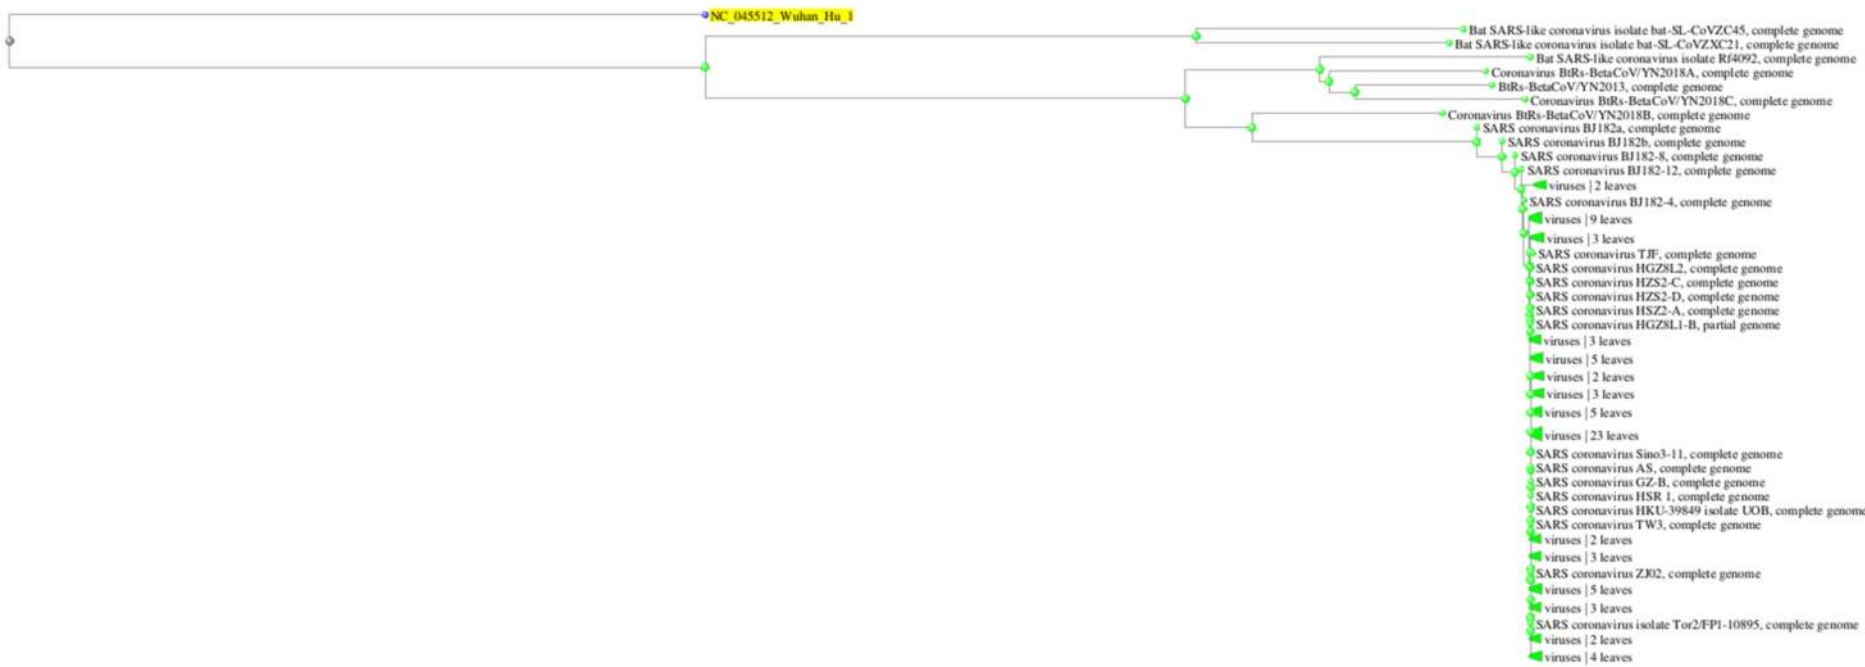 NC_045512_Wuhan_Hu_1
Bat SARS-like coronavirus isolate bat-SL-CoVZC45, complete genome
Bat SARS-like coronavirus isolate bat-SL-CoVZXC21, complete genome
Bat SARS-like coronavirus isolate Rf4092, complete genome
Coronavirus BtRs-BetaCoV/YN2018A, complete genome
BtRs-BetaCoV/YN2013, complete genome
Coronavirus BtRs-BetaCoV/YN2018C, complete genome
Coronavirus BtRs-BetaCoV/YN2018B, complete genome
SARS coronavirus BJ182a, complete genome
SARS coronavirus BJ182b, complete genome
SARS coronavirus BJ182-8, complete genome
SARS coronavirus BJ182-12, complete genome
viruses | 2 leaves
SARS coronavirus BJ182-4, complete genome
viruses | 9 leaves
viruses | 3 leaves
SARS coronavirus TJF, complete genome
SARS coronavirus HGZ8L2, complete genome
SARS coronavirus HZS2-C, complete genome
SARS coronavirus HZS2-D, complete genome
SARS coronavirus HSZ2-A, complete genome
SARS coronavirus HGZ8L1-B, partial genome
viruses | 3 leaves
viruses | 5 leaves
viruses | 2 leaves
viruses | 3 leaves
viruses | 5 leaves
viruses | 23 leaves
SARS coronavirus Sino3-11, complete genome
SARS coronavirus AS, complete genome
SARS coronavirus GZ-B, complete genome
SARS coronavirus HSR 1, complete genome
SARS coronavirus HKU-39849 isolate UOB, complete genome
SARS coronavirus TW3, complete genome
viruses | 2 leaves
viruses | 3 leaves
SARS coronavirus ZJ02, complete genome
viruses | 5 leaves
viruses | 3 leaves
SARS coronavirus isolate Tor2/FP1-10895, complete genome
viruses | 2 leaves
viruses | 4 leaves